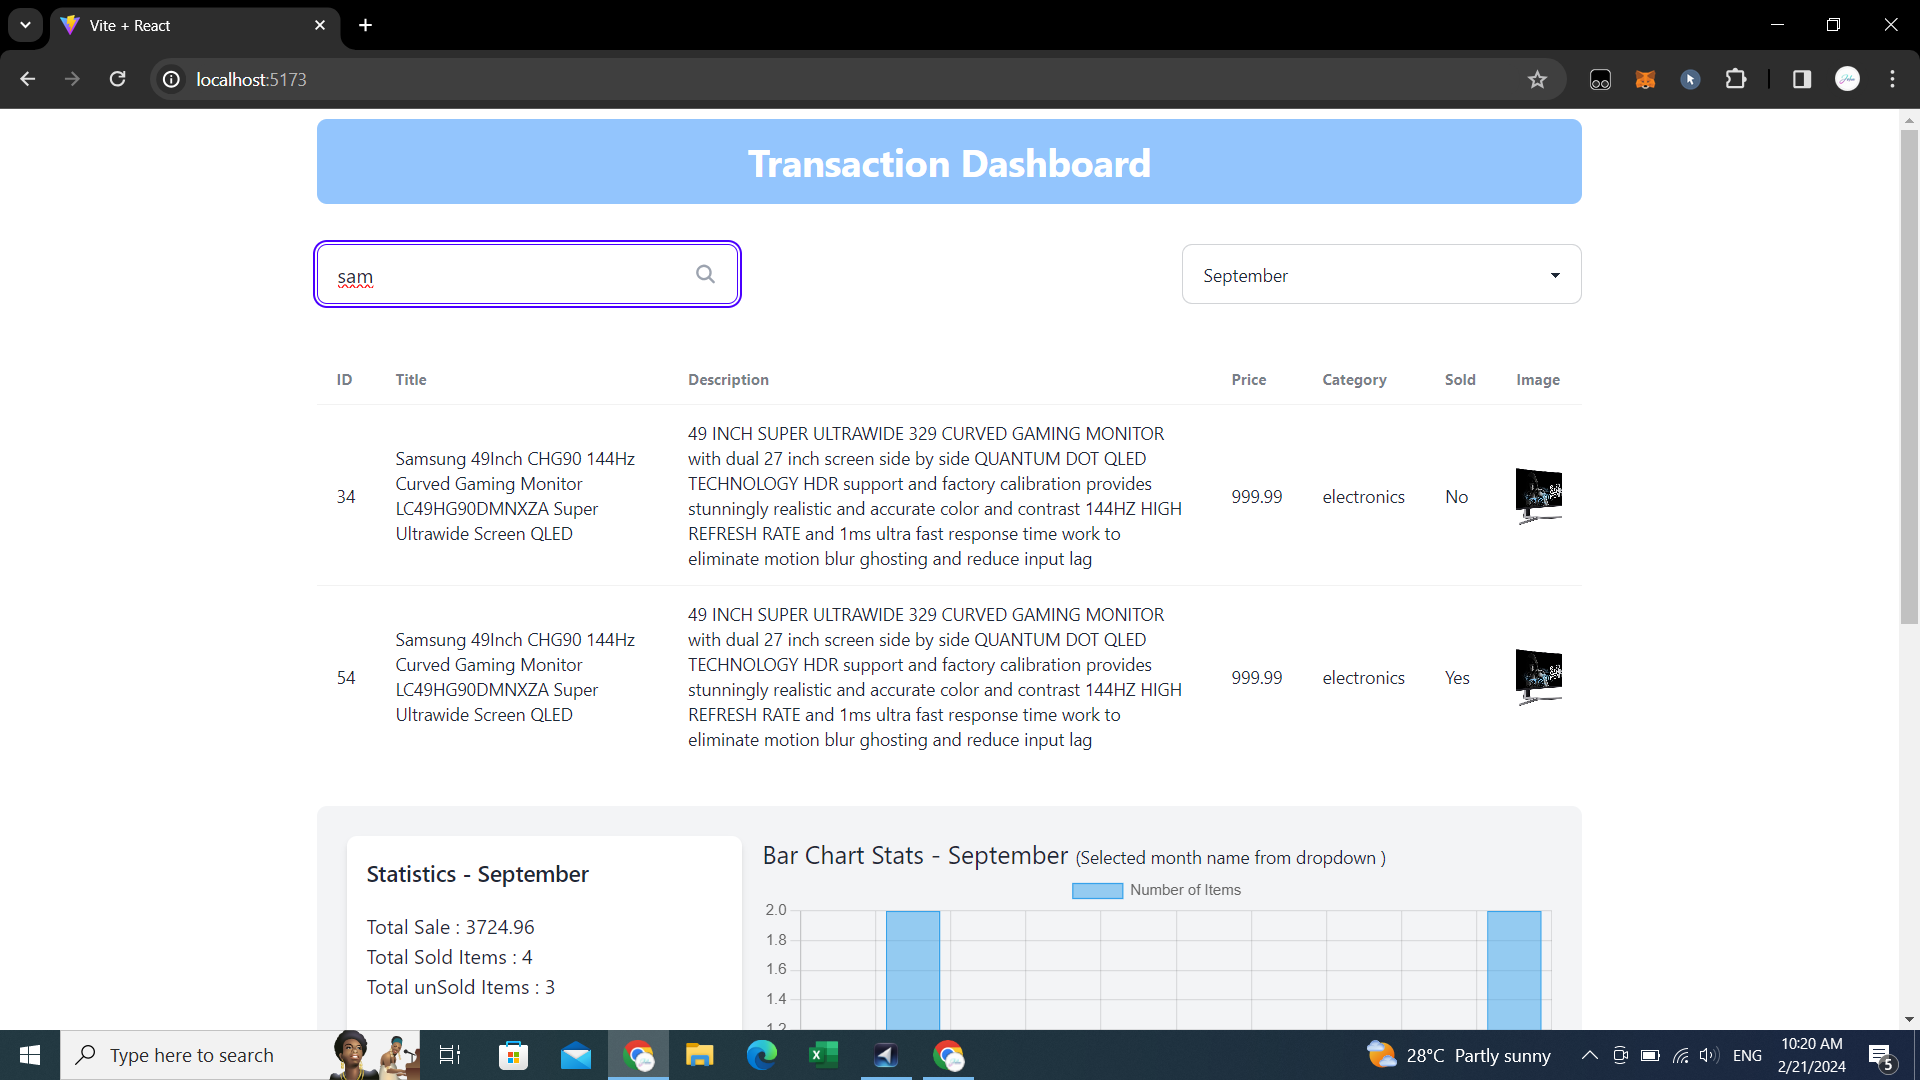 Vite + React
localhost:5173
Transaction Dashboard
sam
September
ID Title Description Price Category Sold Image
34
Samsung 49Inch CHG90 144Hz
Curved Gaming Monitor
LC49HG90DMNXZA Super
Ultrawide Screen QLED
49 INCH SUPER ULTRAWIDE 329 CURVED GAMING MONITOR
with dual 27 inch screen side by side QUANTUM DOT QLED
TECHNOLOGY HDR support and factory calibration provides
stunningly realistic and accurate color and contrast 144HZ HIGH
REFRESH RATE and 1ms ultra fast response time work to
eliminate motion blur ghosting and reduce input lag
999.99
electronics
No
54
Samsung 49Inch CHG90 144Hz
Curved Gaming Monitor
LC49HG90DMNXZA Super
Ultrawide Screen QLED
49 INCH SUPER ULTRAWIDE 329 CURVED GAMING MONITOR
with dual 27 inch screen side by side QUANTUM DOT QLED
TECHNOLOGY HDR support and factory calibration provides
stunningly realistic and accurate color and contrast 144HZ HIGH
REFRESH RATE and 1ms ultra fast response time work to
eliminate motion blur ghosting and reduce input lag
999.99
electronics
Yes
Statistics - September
Total Sale : 3724.96
Total Sold Items : 4
Total unSold Items : 3
Bar Chart Stats - September (Selected month name from dropdown )
Number of Items
2.0
1.8
1.6
1.4
1.2
Type here to search
28°C Partly sunny
ENG
10:20 AM
2/21/2024
5